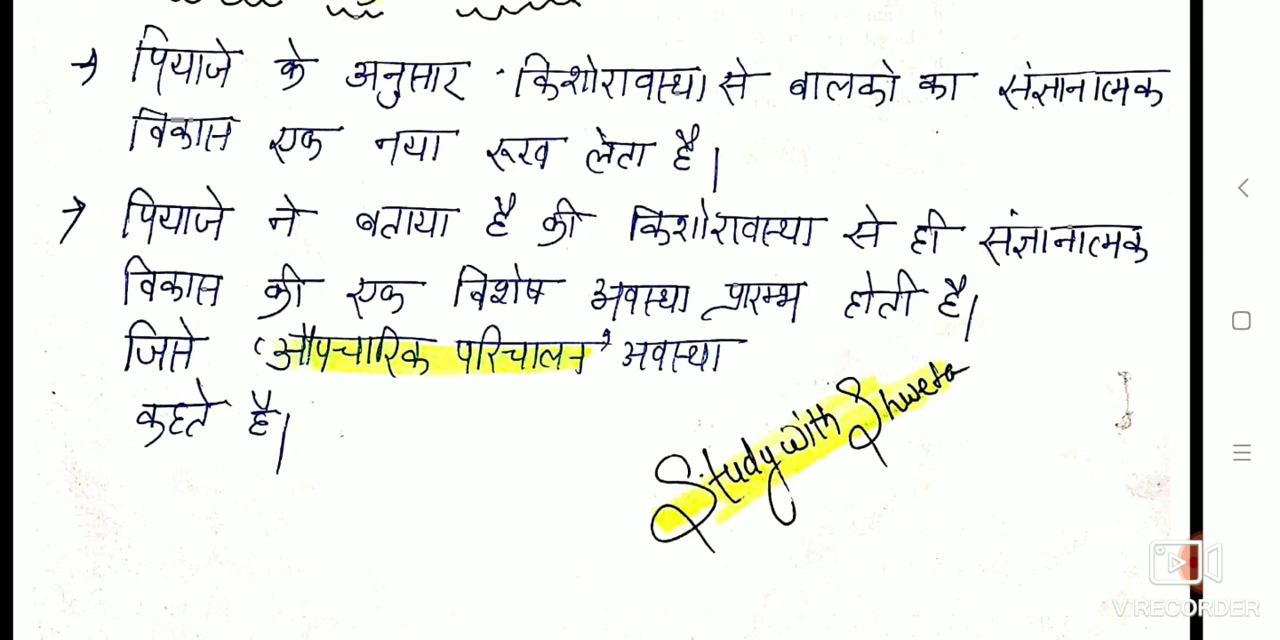 → पियाजे के अनुसार किशोरावस्था से बालको का संज्ञानात्मक
विकास एक नया रूख लेता है।
→ पियाजे ने बताया है की किशोरावस्था से ही संज्ञानात्मक
विकास की एक विशेष अवस्था प्रारम्भ होती है।
जिसे 'औपचारिक परिचालन' अवस्था
कहते है।
Study with Shweta
V RECORDER